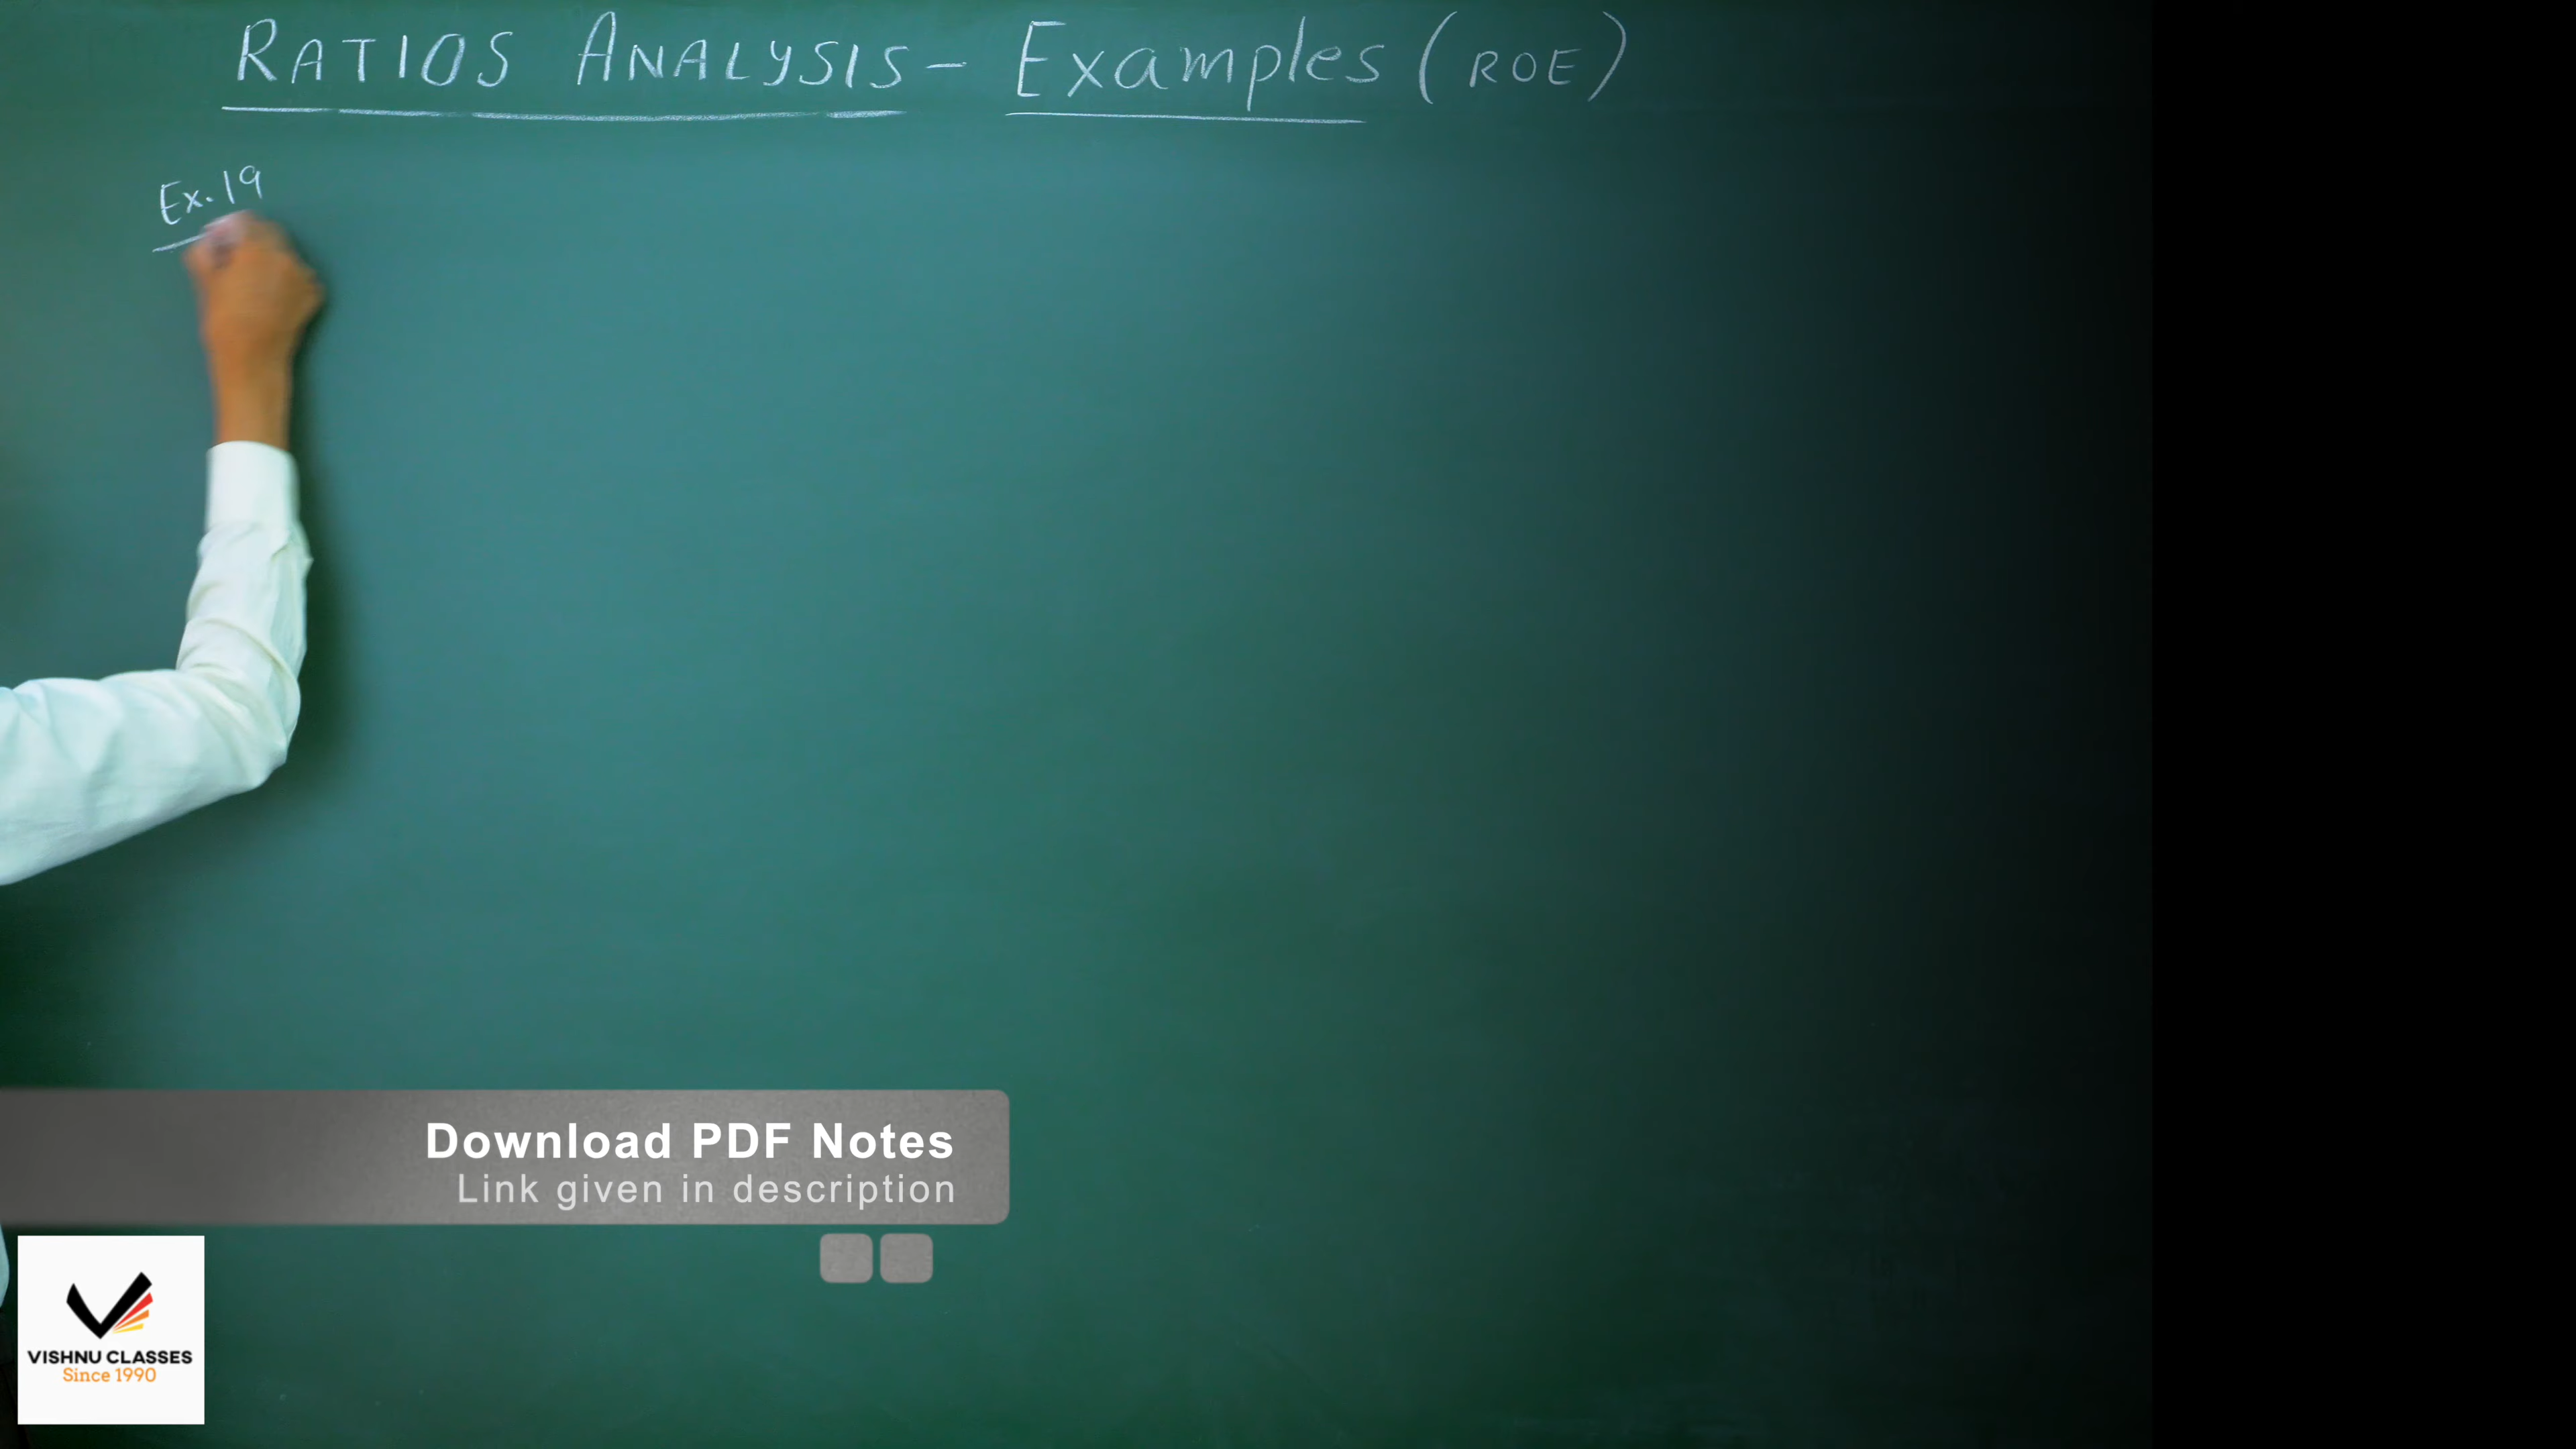 RATIOS ANALYSIS - Examples (ROE)
Ex. 19
Download PDF Notes
Link given in description
VISHNU CLASSES
Since 1990